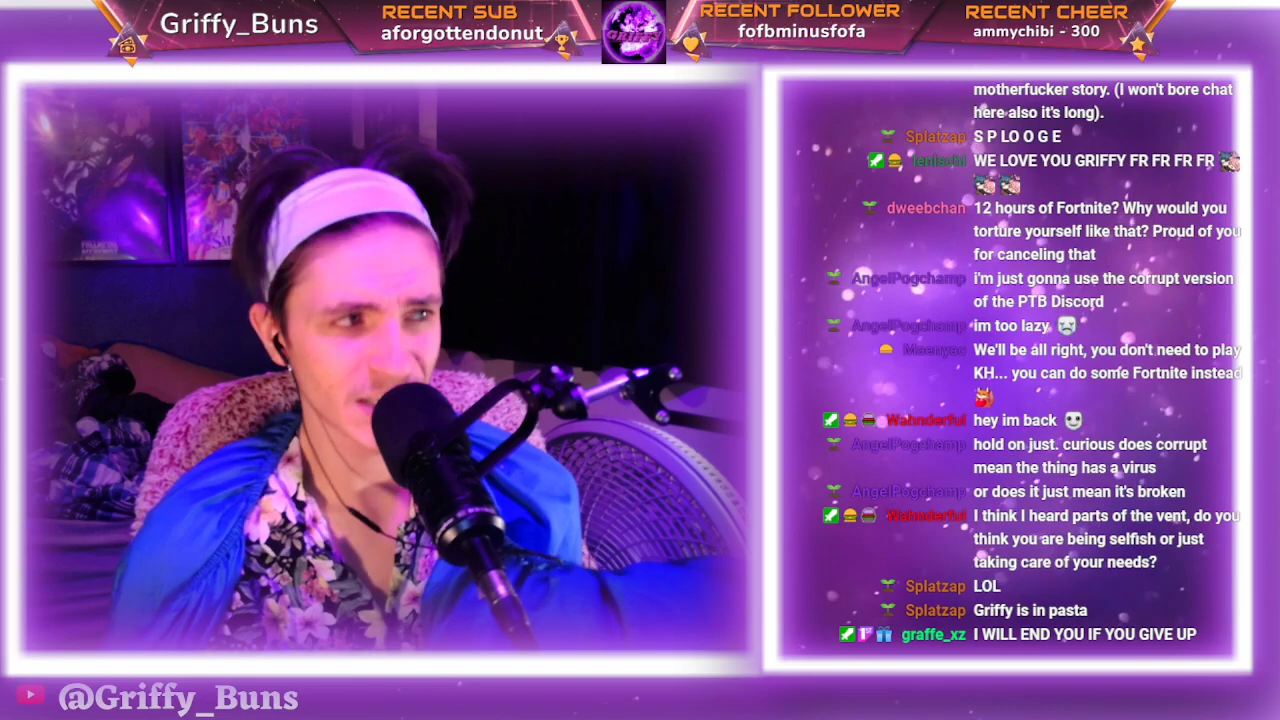 Griffy_Buns
RECENT SUB
aforgottendonut
GRIFFY
RECENT FOLLOWER
fofbminusfofa
RECENT CHEER
ammychibi - 300
motherfucker story. (I won't bore chat
here also it's long).
Splatzap S P L O O G E
lenischi WE LOVE YOU GRIFFY FR FR FR FR
dweebchan 12 hours of Fortnite? Why would you
torture yourself like that? Proud of you
for canceling that
AngelPogchamp i'm just gonna use the corrupt version
of the PTB Discord
AngelPogchamp im too lazy
Maenyac We'll be all right, you don't need to play
KH... you can do some Fortnite instead
Wahnderful hey im back
AngelPogchamp hold on just. curious does corrupt
mean the thing has a virus
AngelPogchamp or does it just mean it's broken
Wahnderful I think I heard parts of the vent, do you
think you are being selfish or just
taking care of your needs?
Splatzap LOL
Splatzap Griffy is in pasta
graffe_xz I WILL END YOU IF YOU GIVE UP
@Griffy_Buns